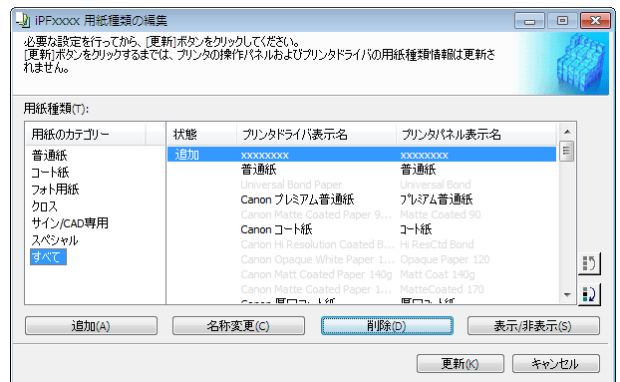 iPFxxxx 用紙種類の編集
必要な設定を行ってから、[更新]ボタンをクリックしてください。
[更新]ボタンをクリックするまでは、プリンタの操作パネルおよびプリンタドライバの用紙種類情報は更新さ
れません。
用紙種類(T):
用紙のカテゴリー 状態 プリンタドライバ表示名 プリンタパネル表示名
普通紙
コート紙
フォト用紙
クロス
サイン/CAD専用
スペシャル
すべて
追加 xxxxxxxx xxxxxxxx
普通紙 普通紙
Universal Bond Paper Universal Bond
Canon プレミアム普通紙 プレミアム普通紙
Canon Matte Coated Paper 9... Matte Coated 90
Canon コート紙 コート紙
Canon Hi Resolution Coated B... Hi ResCtd Bond
Canon Opaque White Paper 1... Opaque Paper 120
Canon Matt Coated Paper 140g Matt Coat 140g
Canon Matte Coated Paper 1... MatteCoated 170
Canon 厚口コート紙 厚口コート紙
追加(A) 名称変更(C) 削除(D) 表示/非表示(S)
更新(K) キャンセル